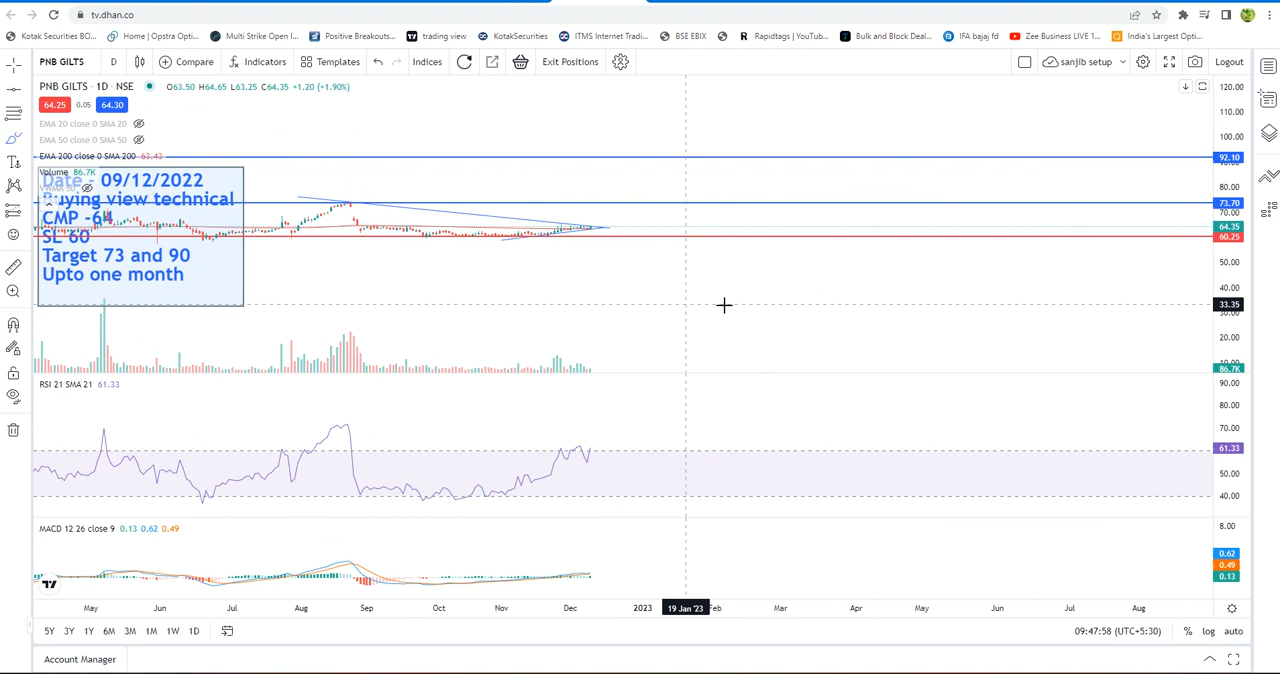 tv.dhan.co
Kotak Securities BO... Home | Opstra Opti... Multi Strike Open I... Positive Breakouts... trading view KotakSecurities ITMS Internet Tradi... BSE EBIX Rapidtags | YouTub... Bulk and Block Deal... IFA bajaj fd Zee Business LIVE 1... India's Largest Opti...
PNB GILTS D Compare Indicators Templates Indices Exit Positions sanjib setup Logout
PNB GILTS · 1D · NSE O63.50 H64.65 L63.25 C64.35 +1.20 (+1.90%)
64.25 0.05 64.30
EMA 20 close 0 SMA 20
EMA 50 close 0 SMA 50
EMA 200 close 0 SMA 200 63.43
Volume 86.7K
VWMA 50
Date - 09/12/2022
Buying view technical
CMP -64
SL 60
Target 73 and 90
Upto one month
120.00
110.00
100.00
92.10
80.00
73.70
70.00
64.35
60.25
50.00
40.00
33.35
30.00
20.00
10.00
86.7K
RSI 21 SMA 21 61.33
90.00
80.00
70.00
61.33
50.00
40.00
MACD 12 26 close 9 0.13 0.62 0.49
8.00
0.62
0.49
0.13
May Jun Jul Aug Sep Oct Nov Dec 2023 19 Jan '23 Feb Mar Apr May Jun Jul Aug
5Y 3Y 1Y 6M 3M 1M 1W 1D 09:47:58 (UTC+5:30) % log auto
Account Manager